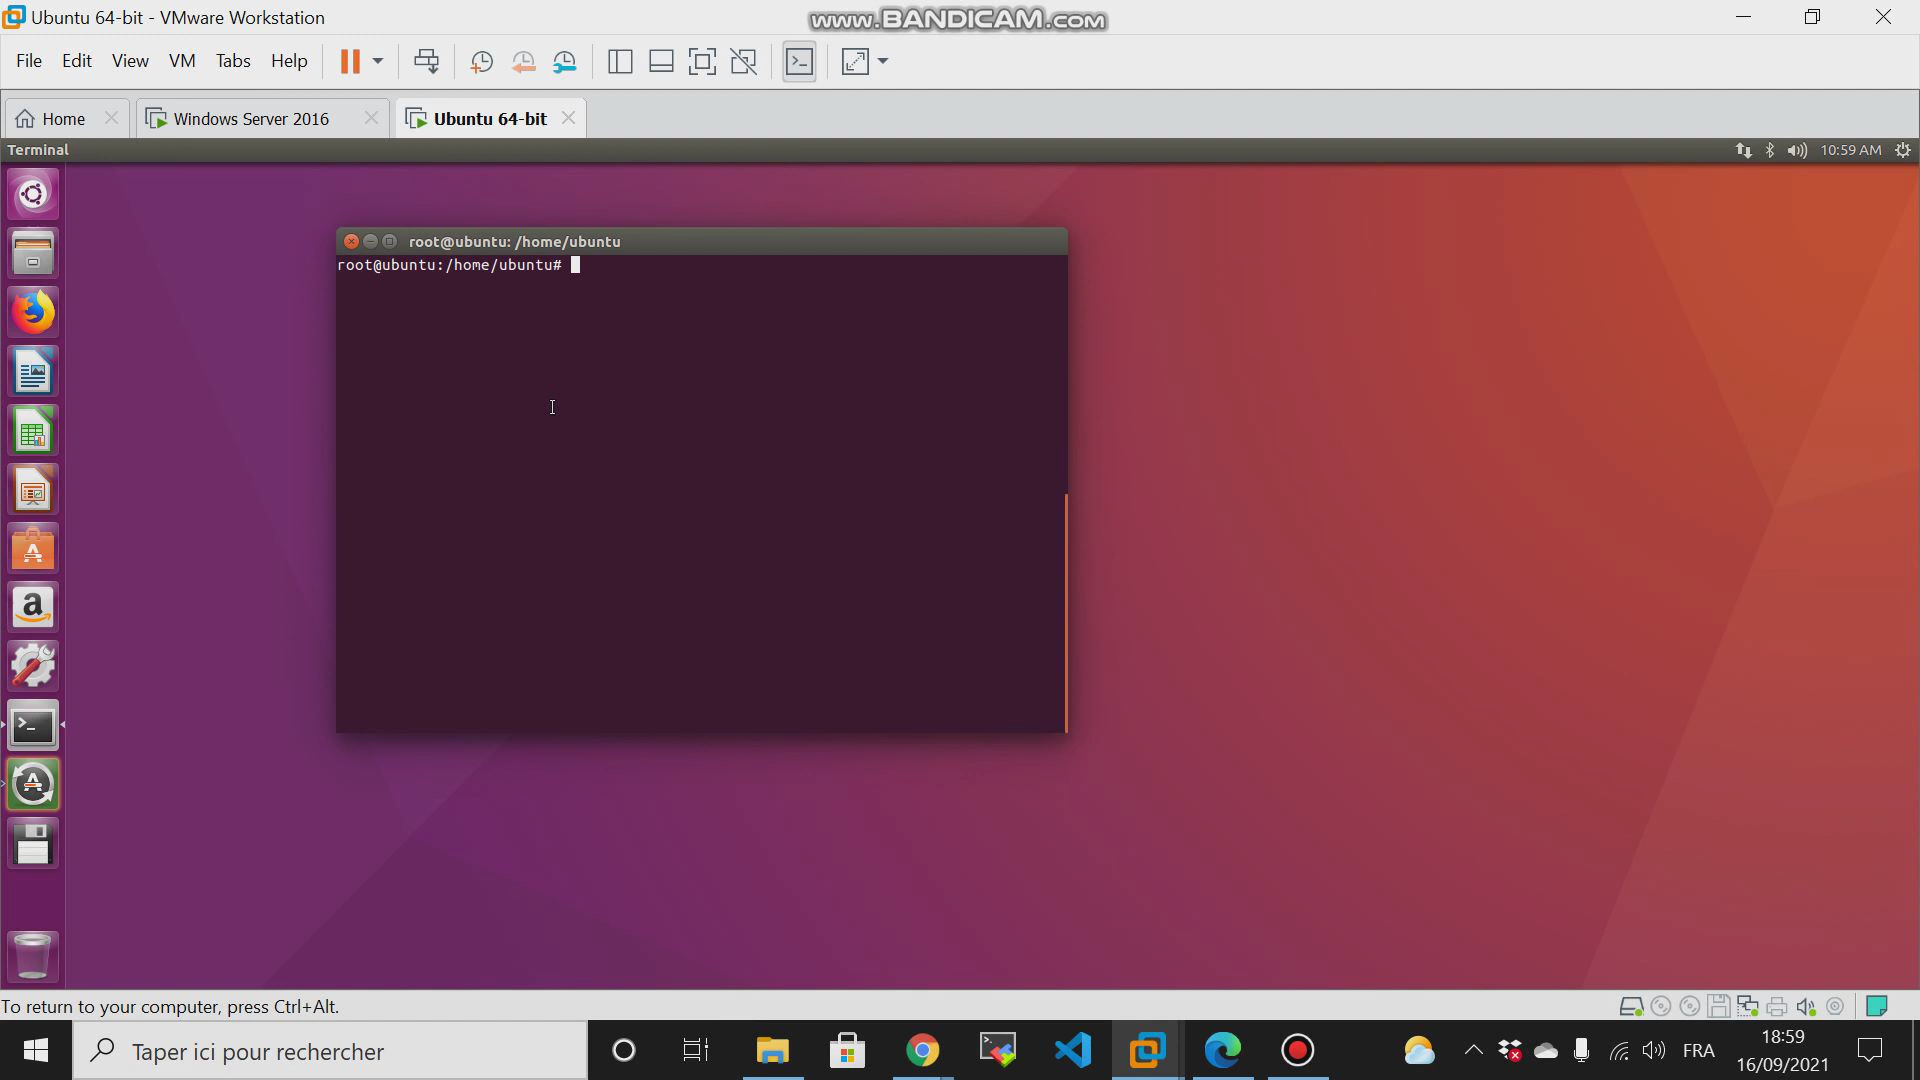 Ubuntu 64-bit - VMware Workstation
www.BANDICAM.com
File Edit View VM Tabs Help
Home
Windows Server 2016
Ubuntu 64-bit
Terminal
10:59 AM
root@ubuntu: /home/ubuntu
root@ubuntu:/home/ubuntu#
To return to your computer, press Ctrl+Alt.
Taper ici pour rechercher
FRA
18:59
16/09/2021